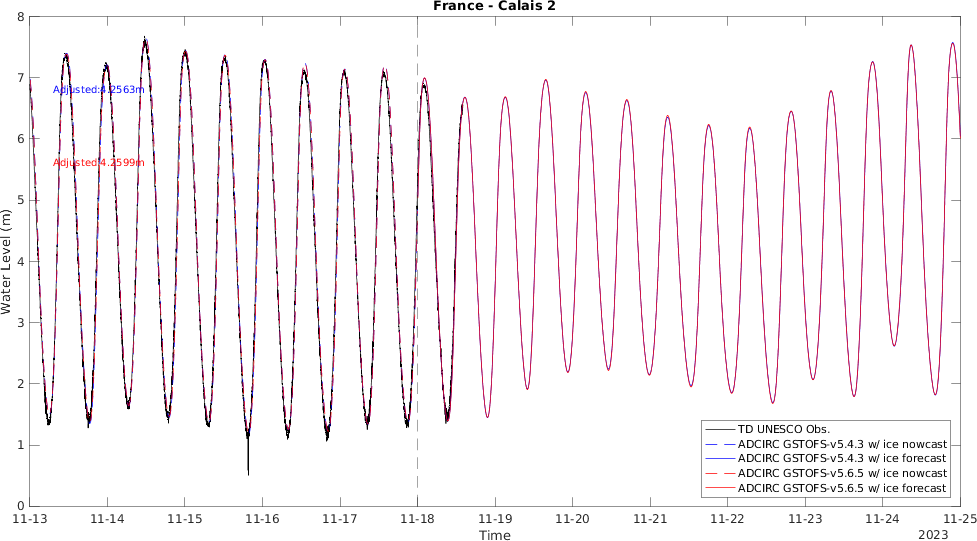 France - Calais 2
8
7
6
5
4
3
2
1
0
Water Level (m)
Adjusted:4.2563m
Adjusted:4.2599m
TD UNESCO Obs.
ADCIRC GSTOFS-v5.4.3 w/ ice nowcast
ADCIRC GSTOFS-v5.4.3 w/ ice forecast
ADCIRC GSTOFS-v5.6.5 w/ ice nowcast
ADCIRC GSTOFS-v5.6.5 w/ ice forecast
11-13 11-14 11-15 11-16 11-17 11-18 11-19 11-20 11-21 11-22 11-23 11-24 11-25
Time
2023